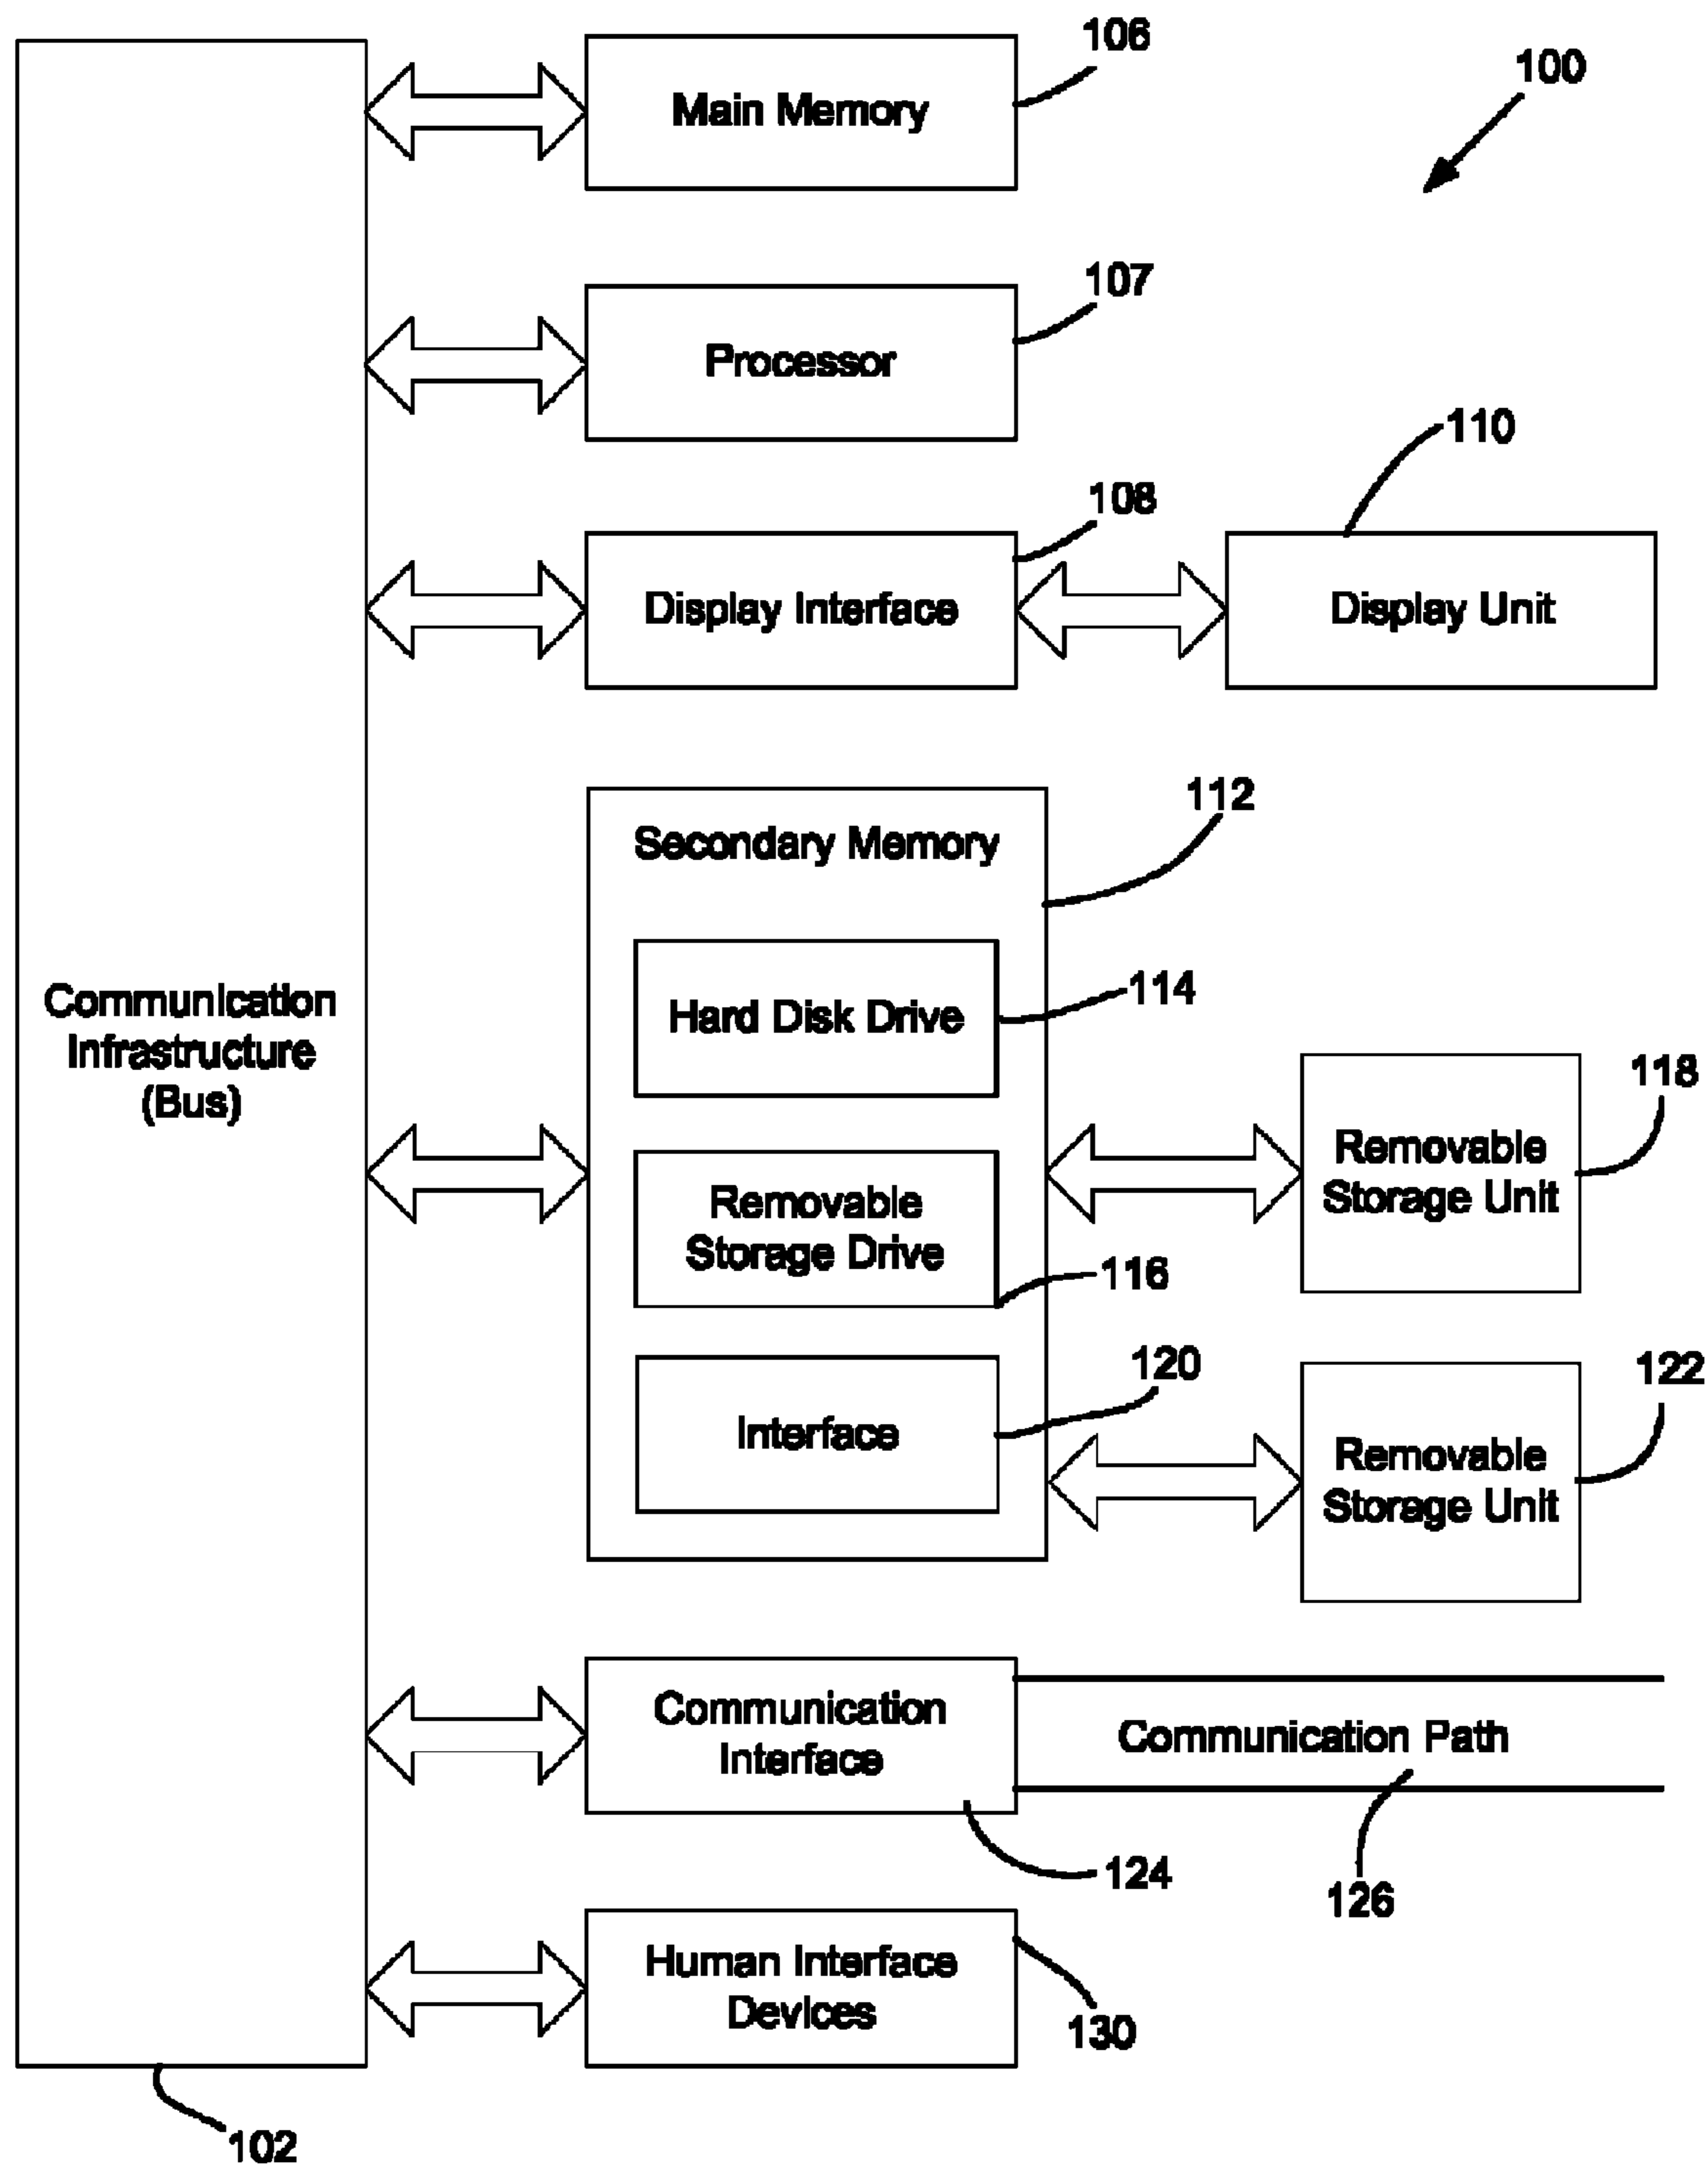 106
100
Main Memory
107
Processor
110
108
Display Interface
Display Unit
112
Secondary Memory
114
Hard Disk Drive
Communication
Infrastructure
(Bus)
118
Removable
Storage Unit
Removable
Storage Drive
116
120
122
Interface
Removable
Storage Unit
Communication
Interface
Communication Path
124
126
Human Interface
Devices
130
102